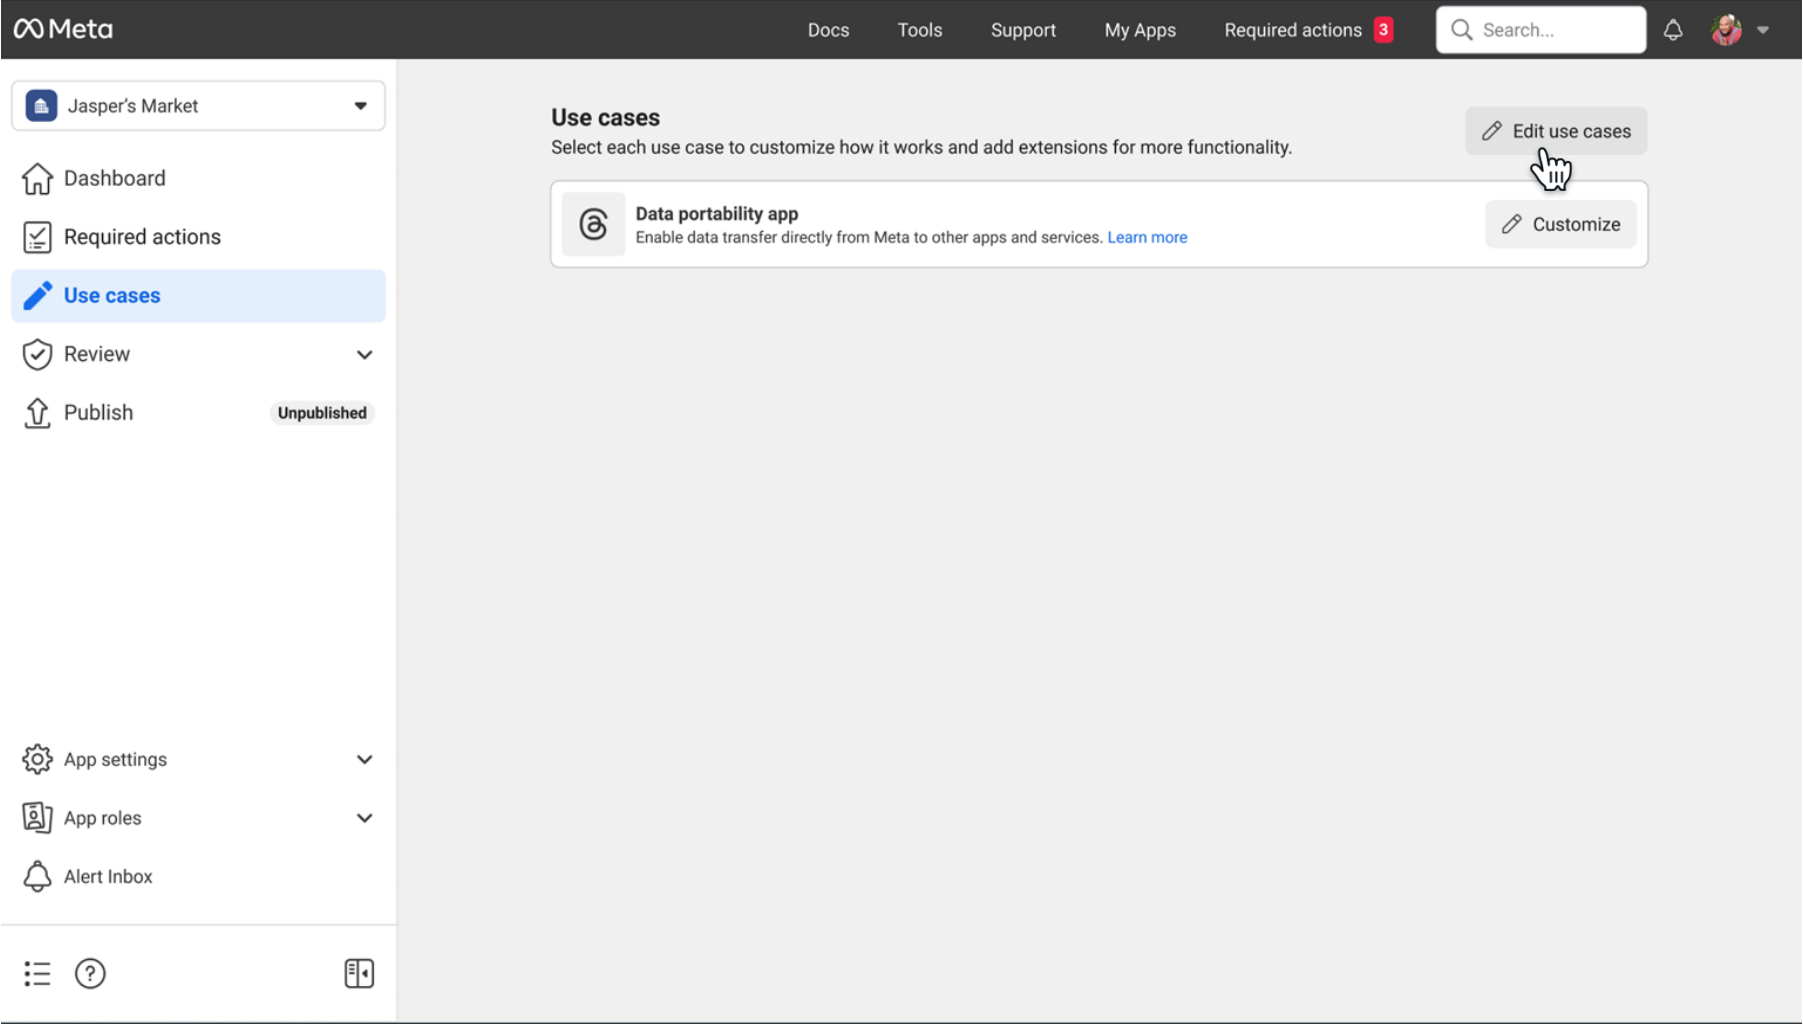 Meta
Docs
Tools
Support
My Apps
Required actions 3
Search...
Jasper's Market
Dashboard
Required actions
Use cases
Review
Publish Unpublished
App settings
App roles
Alert Inbox
?
Use cases
Select each use case to customize how it works and add extensions for more functionality.
Edit use cases
Data portability app
Enable data transfer directly from Meta to other apps and services. Learn more
Customize